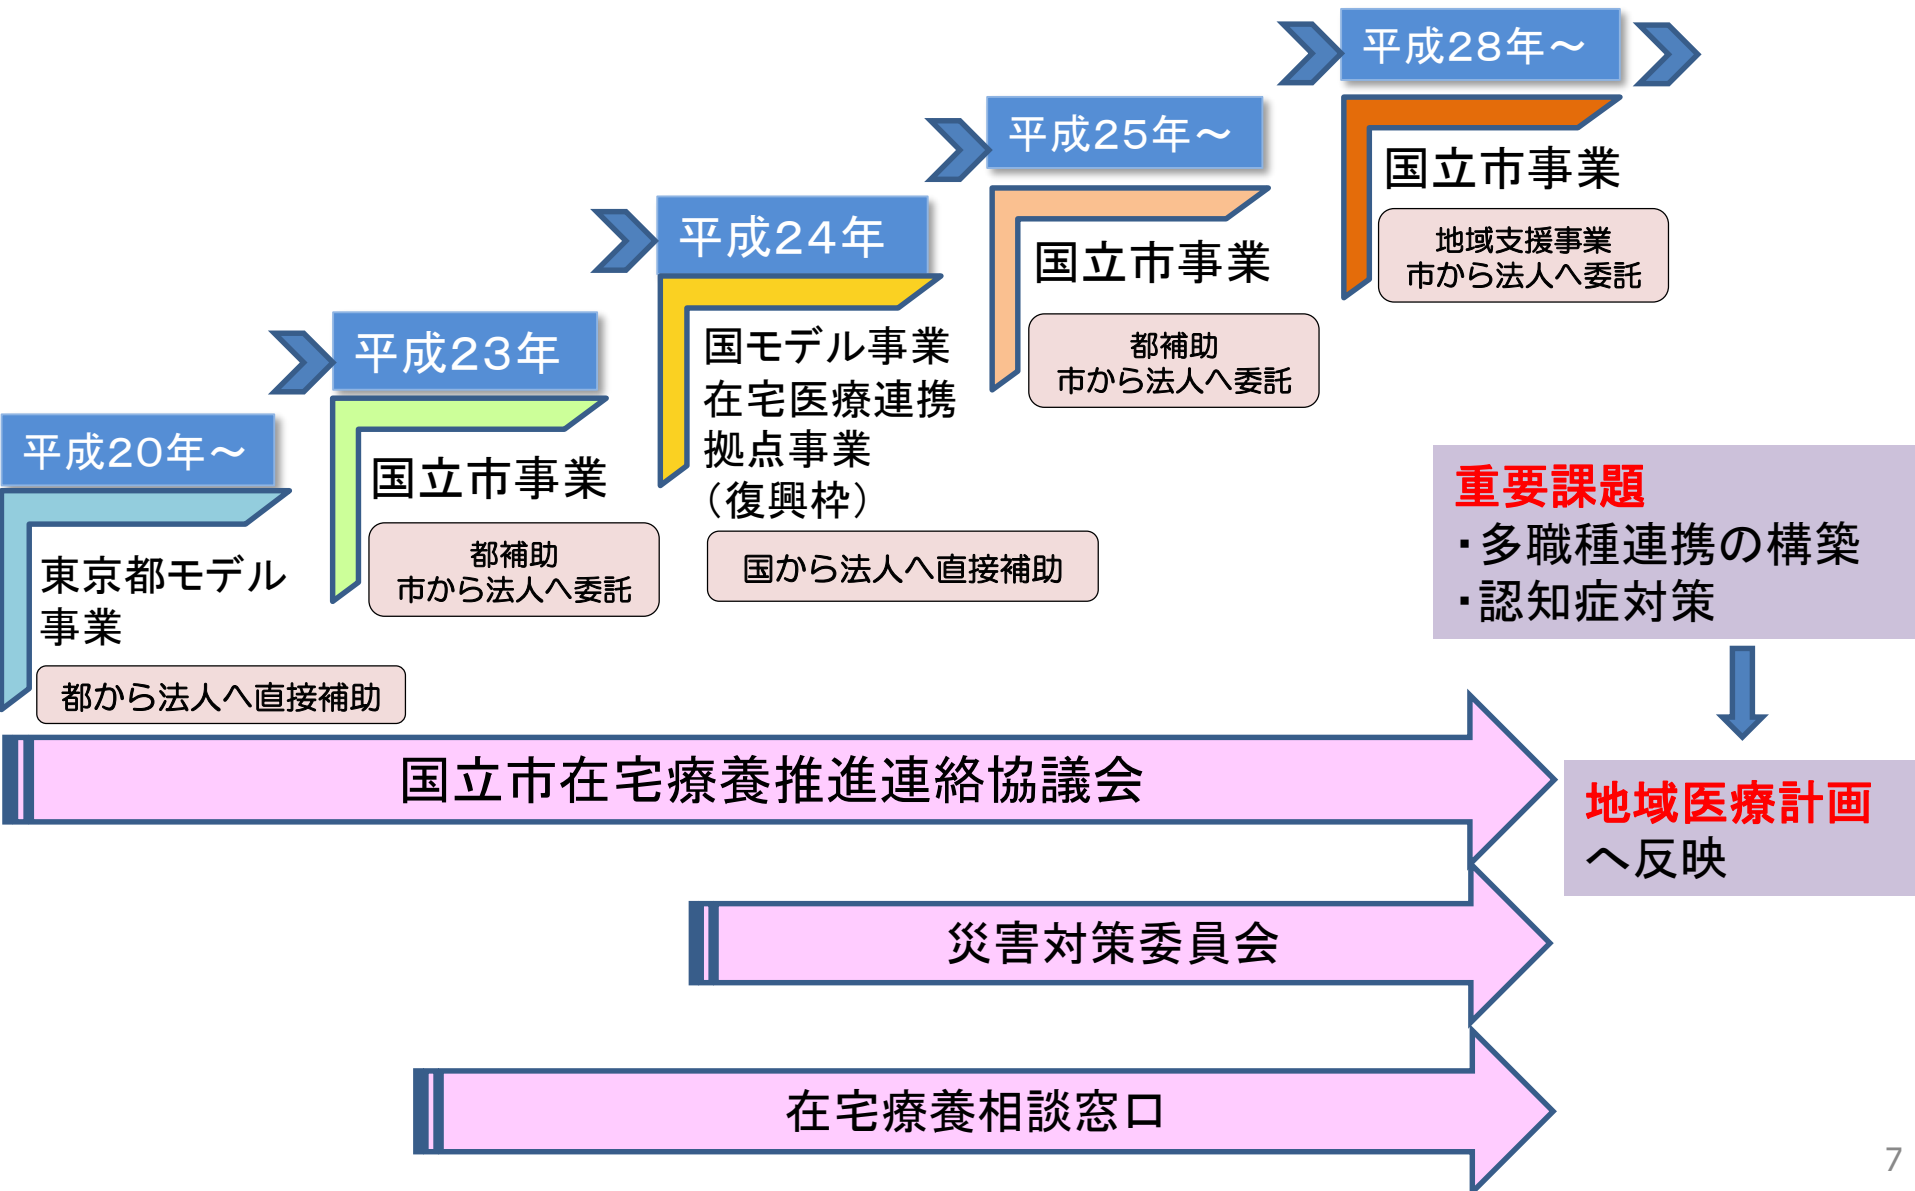 平成20年～
東京都モデル
事業
都から法人へ直接補助
平成23年
国立市事業
都補助
市から法人へ委託
平成24年
国モデル事業
在宅医療連携
拠点事業
（復興枠）
国から法人へ直接補助
平成25年～
国立市事業
都補助
市から法人へ委託
平成28年～
国立市事業
地域支援事業
市から法人へ委託
重要課題
・多職種連携の構築
・認知症対策
地域医療計画
へ反映
国立市在宅療養推進連絡協議会
災害対策委員会
在宅療養相談窓口
7